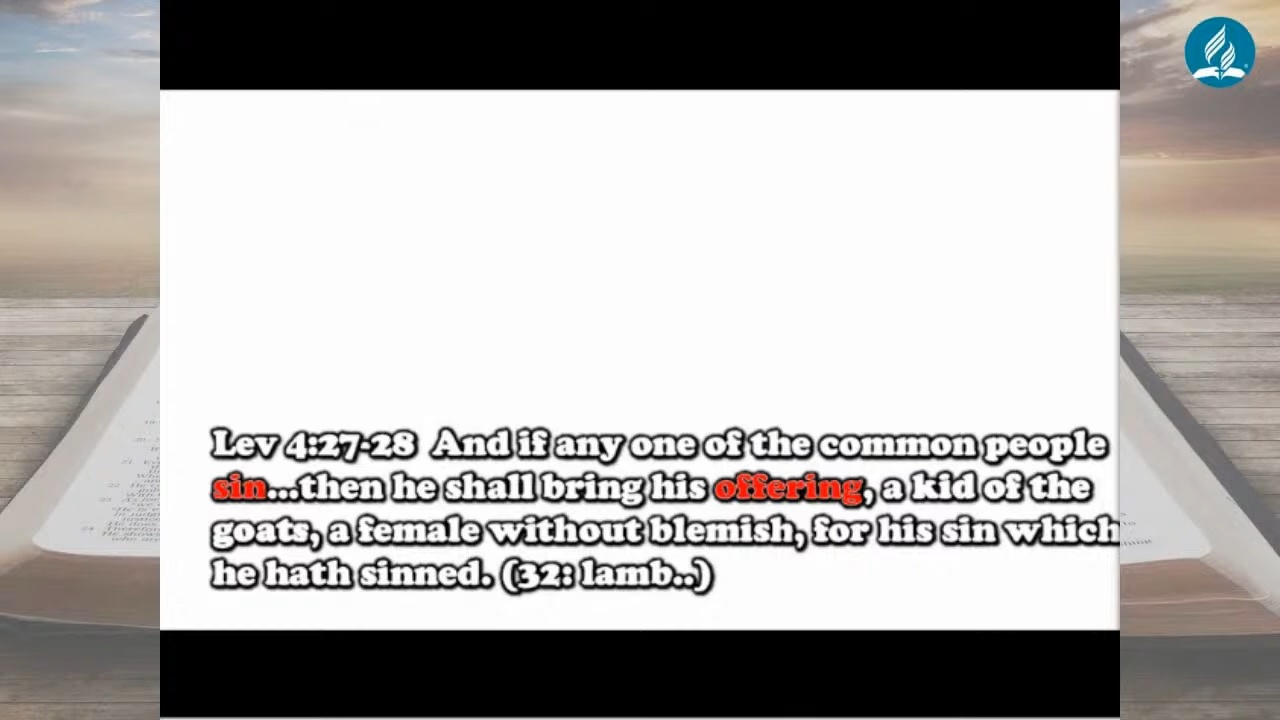 Lev 4:27-28 And if any one of the common people
sin...then he shall bring his offering, a kid of the
goats, a female without blemish, for his sin which
he hath sinned. (32: lamb..)